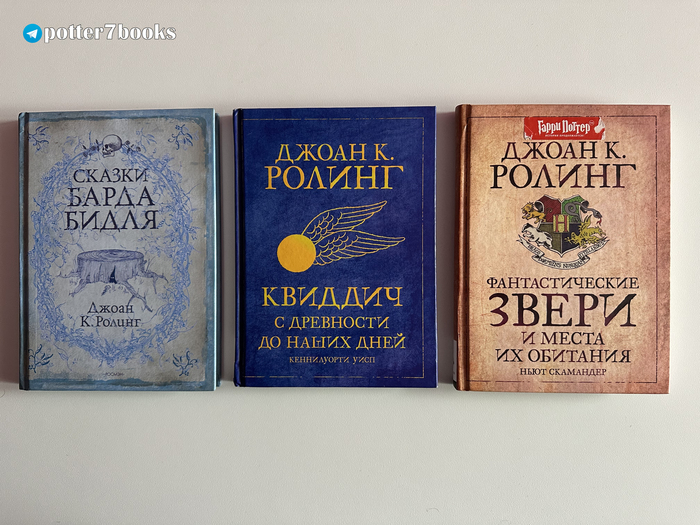 potter7books
СКАЗКИ
БАРДА
БИДЛЯ
Джоан
К. Ролинг
ДЖОАН К.
РОЛИНГ
КВИДДИЧ
С ДРЕВНОСТИ
ДО НАШИХ ДНЕЙ
КЕННИЛУОРТИ УИСП
Гарри Поттер
ДЖОАН К.
РОЛИНГ
ФАНТАСТИЧЕСКИЕ
ЗВЕРИ
И МЕСТА
ИХ ОБИТАНИЯ
НЬЮТ СКАМАНДЕР